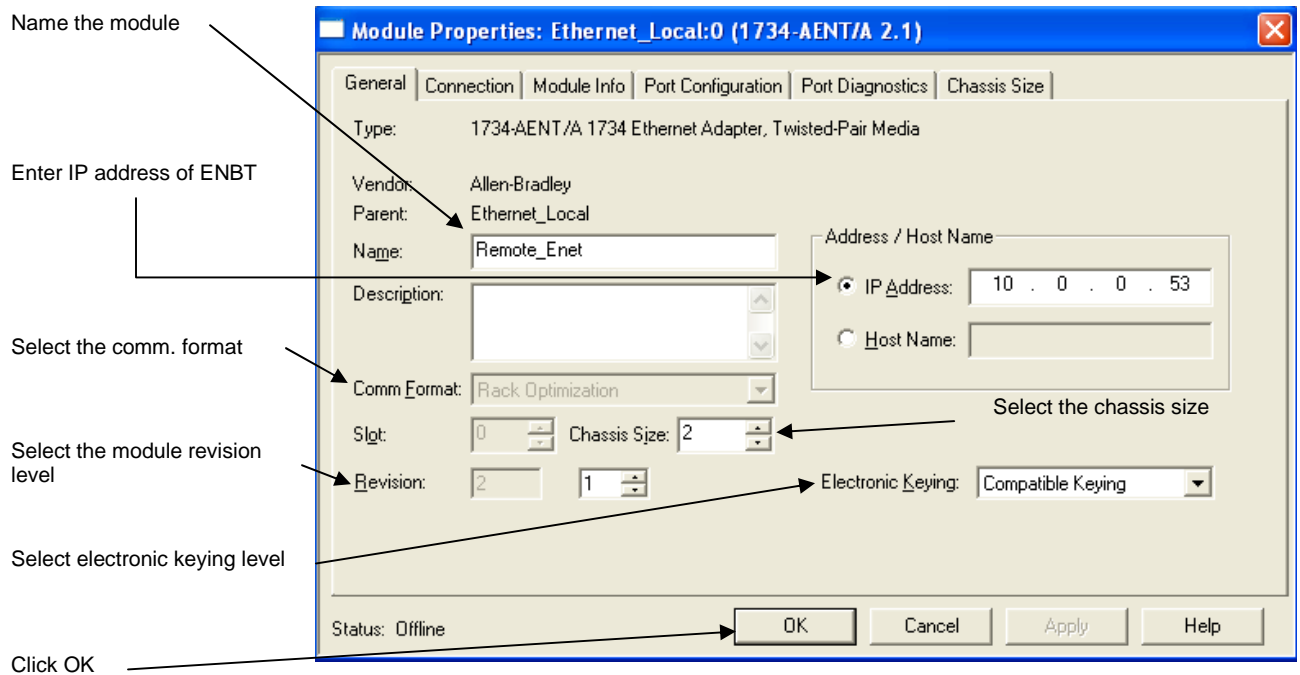 Name the module
Module Properties: Ethernet_Local:0 (1734-AENT/A 2.1)
General Connection Module Info Port Configuration Port Diagnostics Chassis Size
Type: 1734-AENT/A 1734 Ethernet Adapter, Twisted-Pair Media
Enter IP address of ENBT
Vendor: Allen-Bradley
Parent: Ethernet_Local
Name: Remote_Enet
Address / Host Name
IP Address: 10 . 0 . 0 . 53
Description:
Host Name:
Select the comm. format
Comm Format: Rack Optimization
Select the chassis size
Slot: 0 Chassis Size: 2
Select the module revision
level
Revision: 2 1
Electronic Keying: Compatible Keying
Select electronic keying level
Status: Offline
OK Cancel Apply Help
Click OK